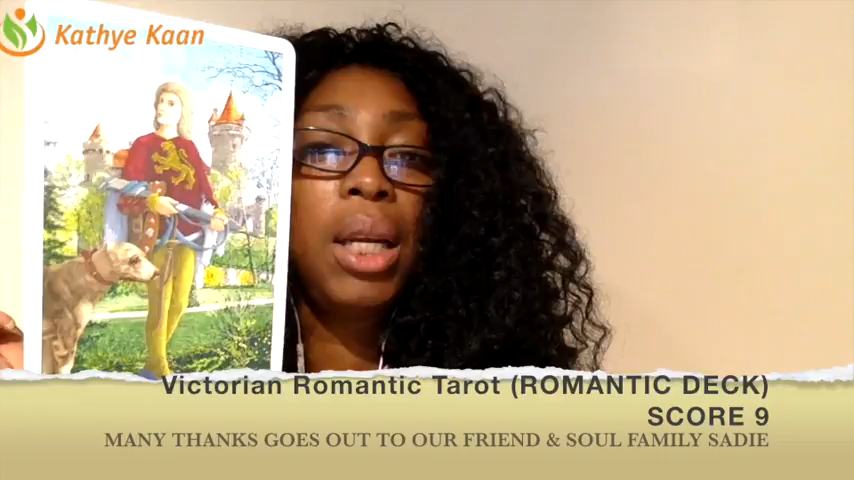 Kathye Kaan
Victorian Romantic Tarot (ROMANTIC DECK)
SCORE 9
MANY THANKS GOES OUT TO OUR FRIEND & SOUL FAMILY SADIE